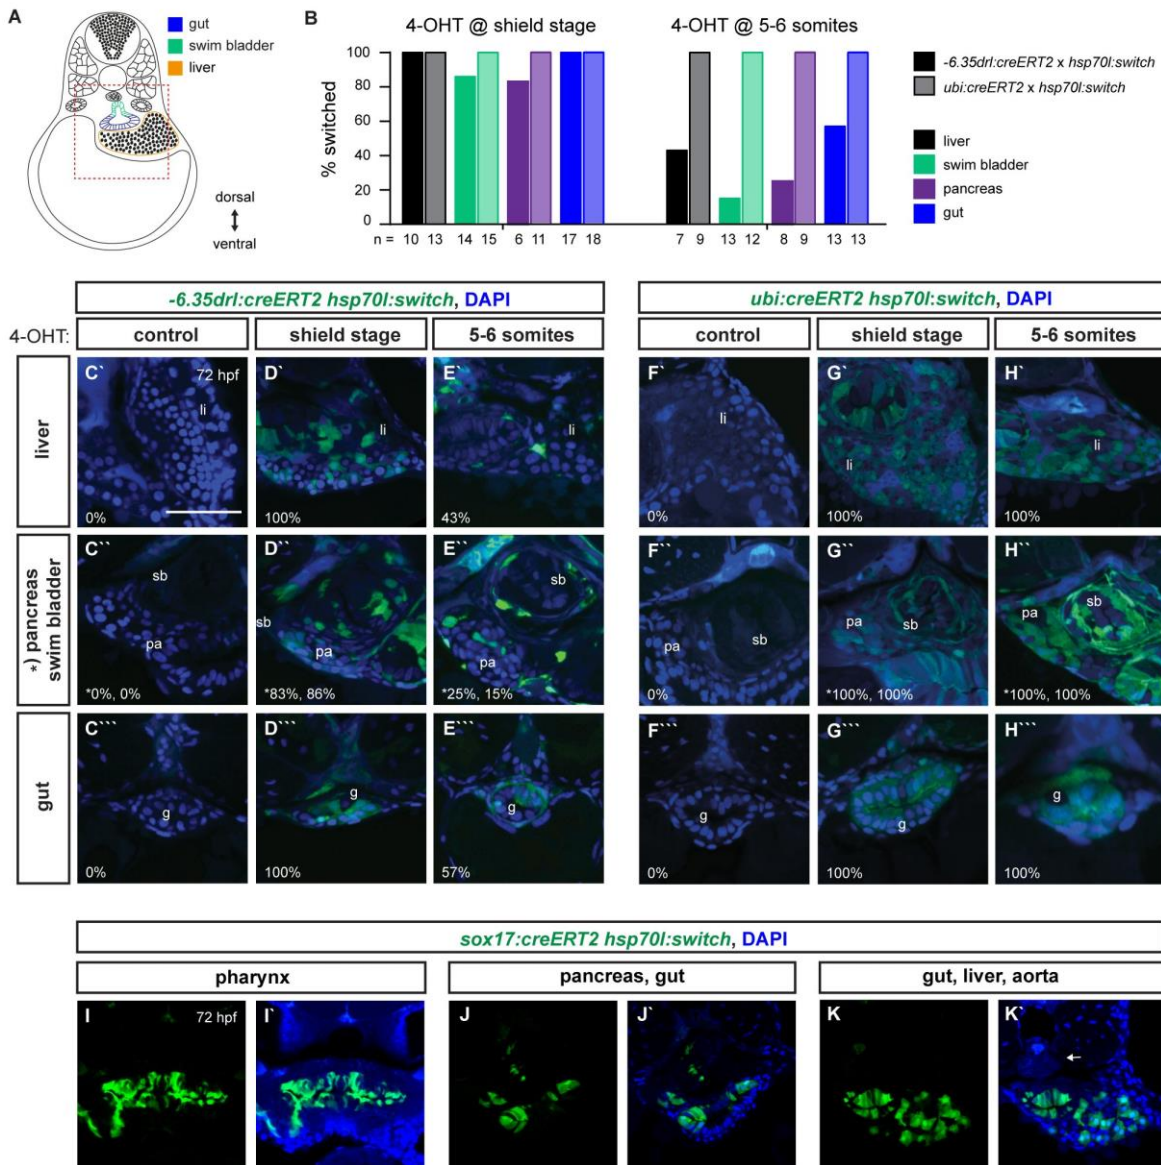 A
gut
swim bladder
liver
dorsal
ventral
B
4-OHT @ shield stage
4-OHT @ 5-6 somites
% switched
100
80
60
40
20
0
n = 10 13 14 15 6 11 17 18 7 9 13 12 8 9 13 13
-6.35drl:creERT2 x hsp70l:switch
ubi:creERT2 x hsp70l:switch
liver
swim bladder
pancreas
gut
-6.35drl:creERT2 hsp70l:switch, DAPI
ubi:creERT2 hsp70l:switch, DAPI
4-OHT: control shield stage 5-6 somites
control shield stage 5-6 somites
liver
C` 72 hpf
li
0%
D`
li
100%
E`
li
43%
F`
li
0%
G`
li
100%
H`
li
100%
*) pancreas
swim bladder
C``
sb
pa
*0%, 0%
D``
sb
pa
*83%, 86%
E``
sb
pa
*25%, 15%
F``
pa
sb
0%
G``
pa
sb
*100%, 100%
H``
pa
sb
*100%, 100%
gut
C```
g
0%
D```
g
100%
E```
g
57%
F```
g
0%
G```
g
100%
H```
g
100%
sox17:creERT2 hsp70l:switch, DAPI
pharynx
pancreas, gut
gut, liver, aorta
I 72 hpf
I`
J
J`
K
K`